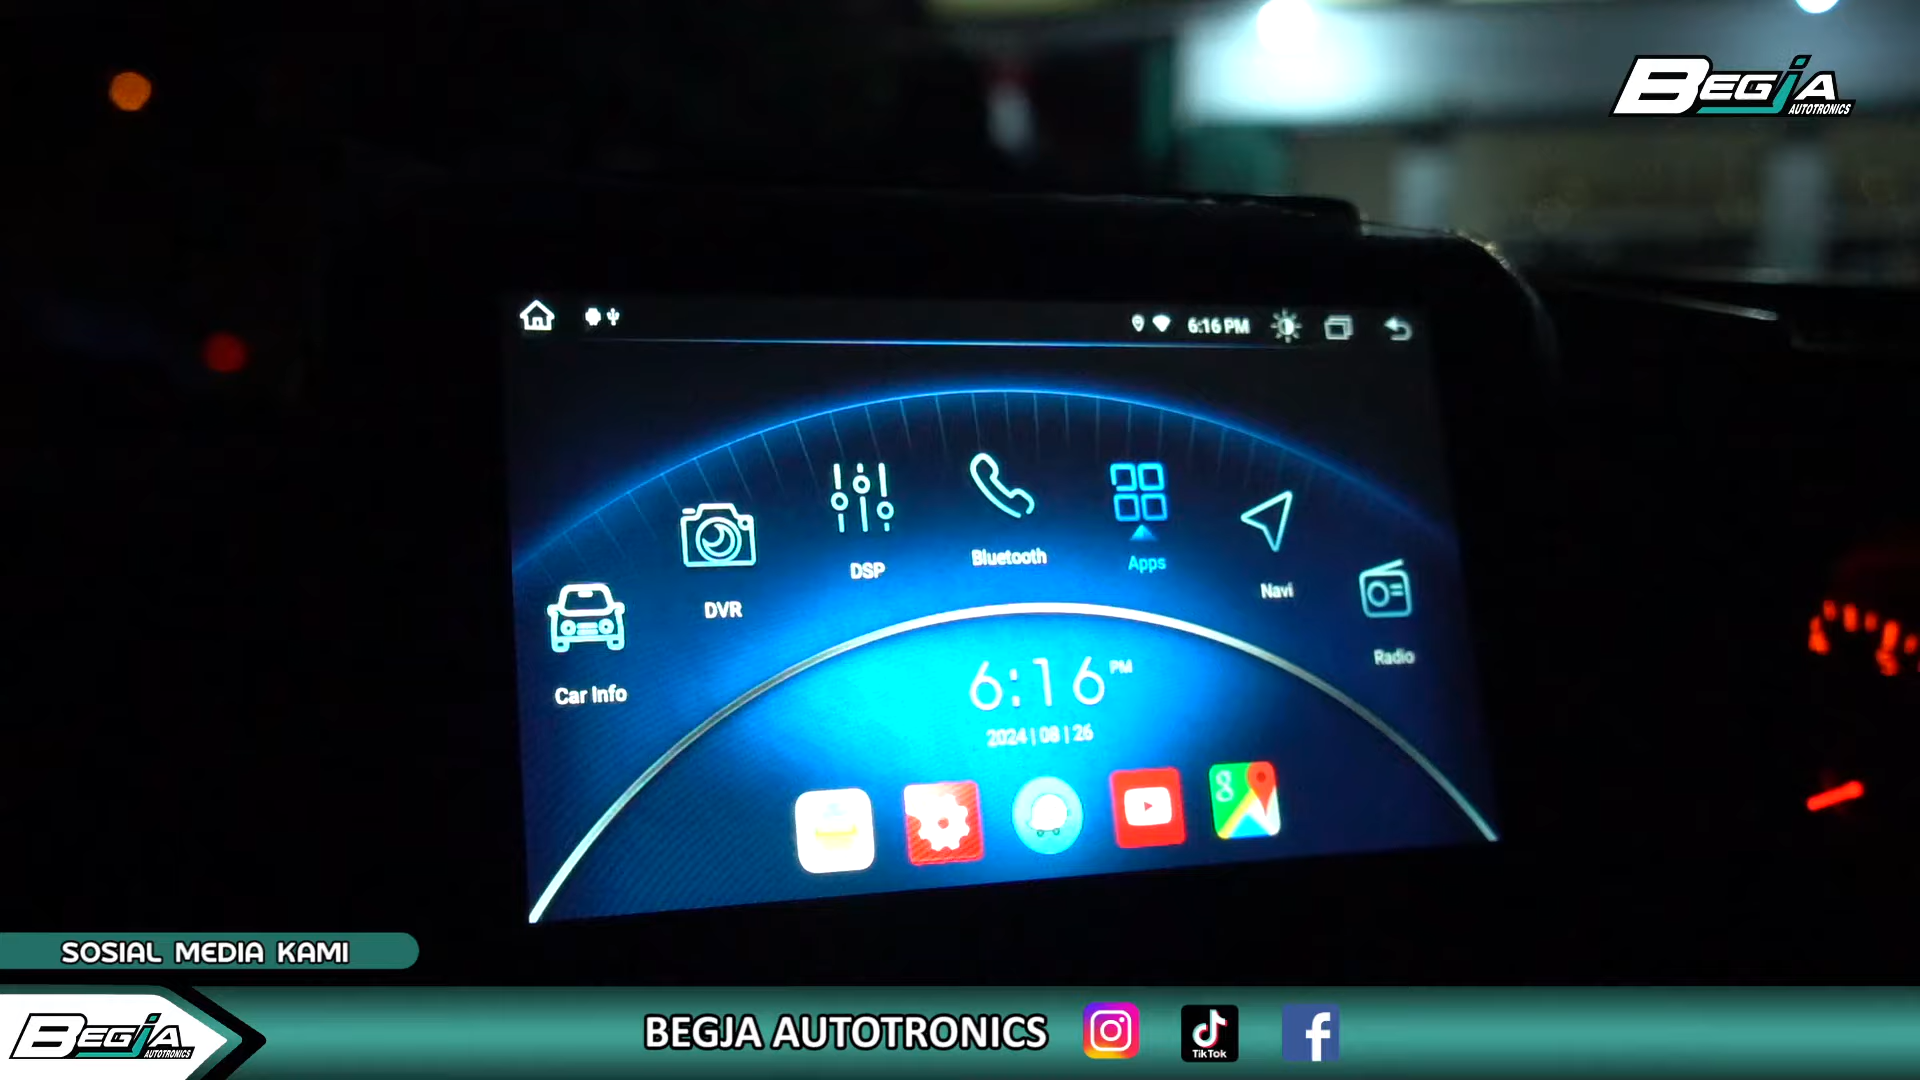 BEGJA
AUTOTRONICS
6:16 PM
Car Info
DVR
DSP
Bluetooth
Apps
Navi
Radio
6:16 PM
2024 | 08 | 26
SOSIAL MEDIA KAMI
BEGJA
AUTOTRONICS
BEGJA AUTOTRONICS
TikTok